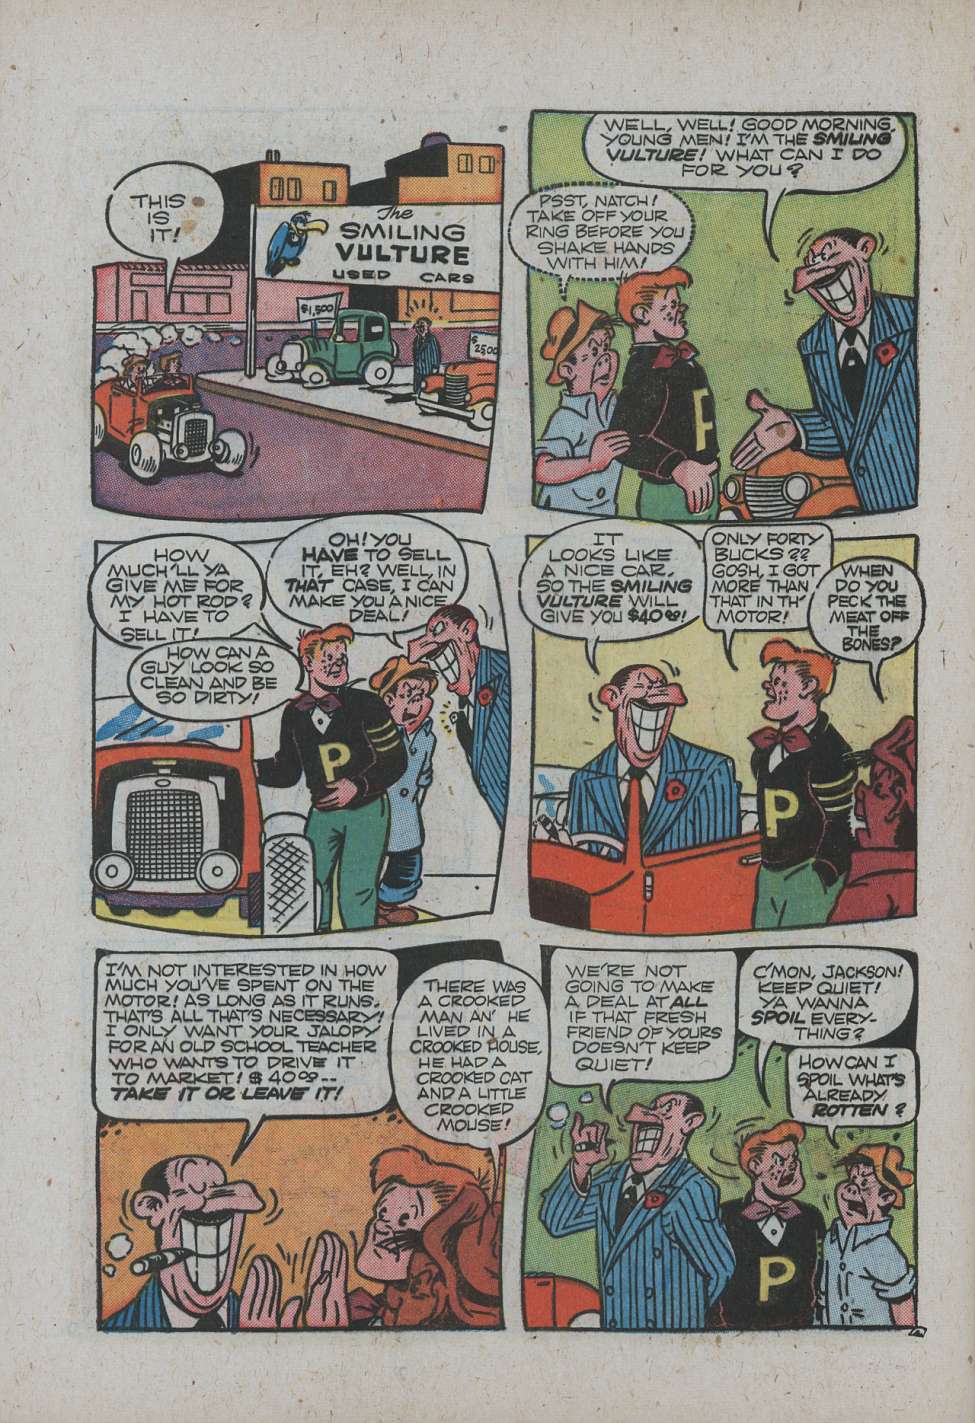 THIS
IS
IT!
The
SMILING
VULTURE
USED CARS
$1,500
$2500
WELL, WELL! GOOD MORNING,
YOUNG MEN! I'M THE SMILING
VULTURE! WHAT CAN I DO
FOR YOU?
PSST, NATCH!
TAKE OFF YOUR
RING BEFORE YOU
SHAKE HANDS
WITH HIM!
P
HOW
MUCH'LL YA
GIVE ME FOR
MY HOT ROD?
I HAVE TO
SELL IT!
OH! YOU
HAVE TO SELL
IT, EH? WELL, IN
THAT CASE, I CAN
MAKE YOU A NICE
DEAL!
HOW CAN A
GUY LOOK SO
CLEAN AND BE
SO DIRTY!
P
IT
LOOKS LIKE
A NICE CAR,
SO THE SMILING
VULTURE WILL
GIVE YOU $40.00!
ONLY FORTY
BUCKS??
GOSH, I GOT
MORE THAN
THAT IN TH'
MOTOR!
WHEN
DO YOU
PECK THE
MEAT OFF
THE
BONES?
P
I'M NOT INTERESTED IN HOW
MUCH YOU'VE SPENT ON THE
MOTOR! AS LONG AS IT RUNS,
THAT'S ALL THAT'S NECESSARY!
I ONLY WANT YOUR JALOPY
FOR AN OLD SCHOOL TEACHER
WHO WANTS TO DRIVE IT
TO MARKET! $40.00--
TAKE IT OR LEAVE IT!
THERE WAS
A CROOKED
MAN AN' HE
LIVED IN A
CROOKED HOUSE,
HE HAD A
CROOKED CAT
AND A LITTLE
CROOKED
MOUSE!
WE'RE NOT
GOING TO MAKE
A DEAL AT ALL
IF THAT FRESH
FRIEND OF YOURS
DOESN'T KEEP
QUIET!
C'MON, JACKSON!
KEEP QUIET!
YA WANNA
SPOIL EVERY-
THING?
HOW CAN I
SPOIL WHAT'S
ALREADY
ROTTEN?
P